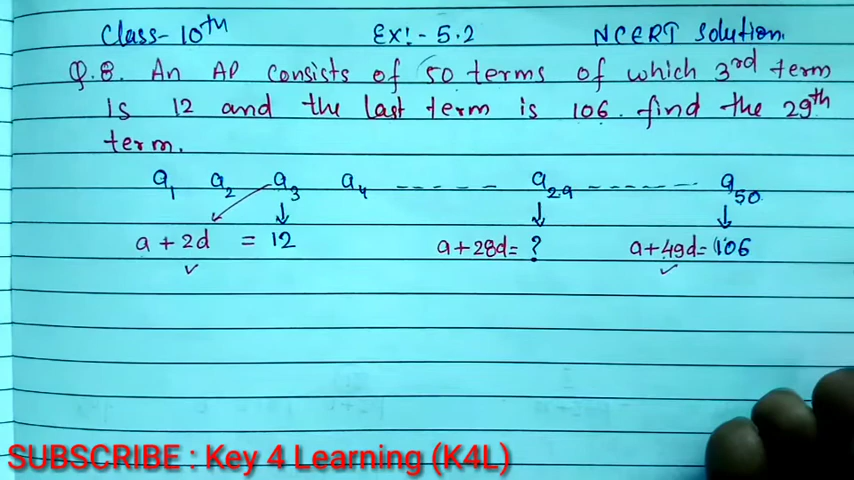 Class- 10th Ex:- 5.2 NCERT Solution.
Q.8. An AP consists of 50 terms of which 3rd term
is 12 and the last term is 106. find the 29th
term.
a1 a2 a3 a4 ------ a29 ------- a50
a + 2d = 12 a+28d= ? a+49d= 106
SUBSCRIBE : Key 4 Learning (K4L)